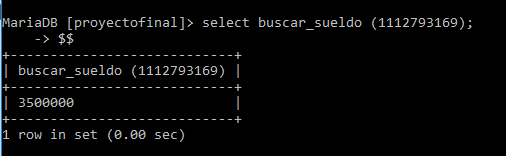 MariaDB [proyectofinal]> select buscar_sueldo (1112793169);
    -> $$
+----------------------------+
| buscar_sueldo (1112793169) |
+----------------------------+
| 3500000                    |
+----------------------------+
1 row in set (0.00 sec)